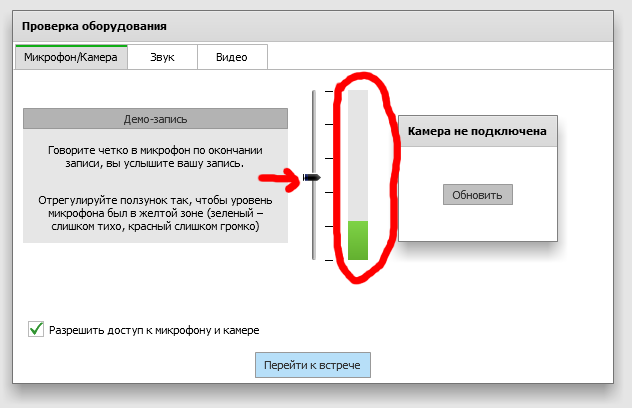 Проверка оборудования
Микрофон/Камера
Звук
Видео
Демо-запись
Говорите четко в микрофон по окончании
записи, вы услышите вашу запись.
Отрегулируйте ползунок так, чтобы уровень
микрофона был в желтой зоне (зеленый –
слишком тихо, красный слишком громко)
Камера не подключена
Обновить
Разрешить доступ к микрофону и камере
Перейти к встрече